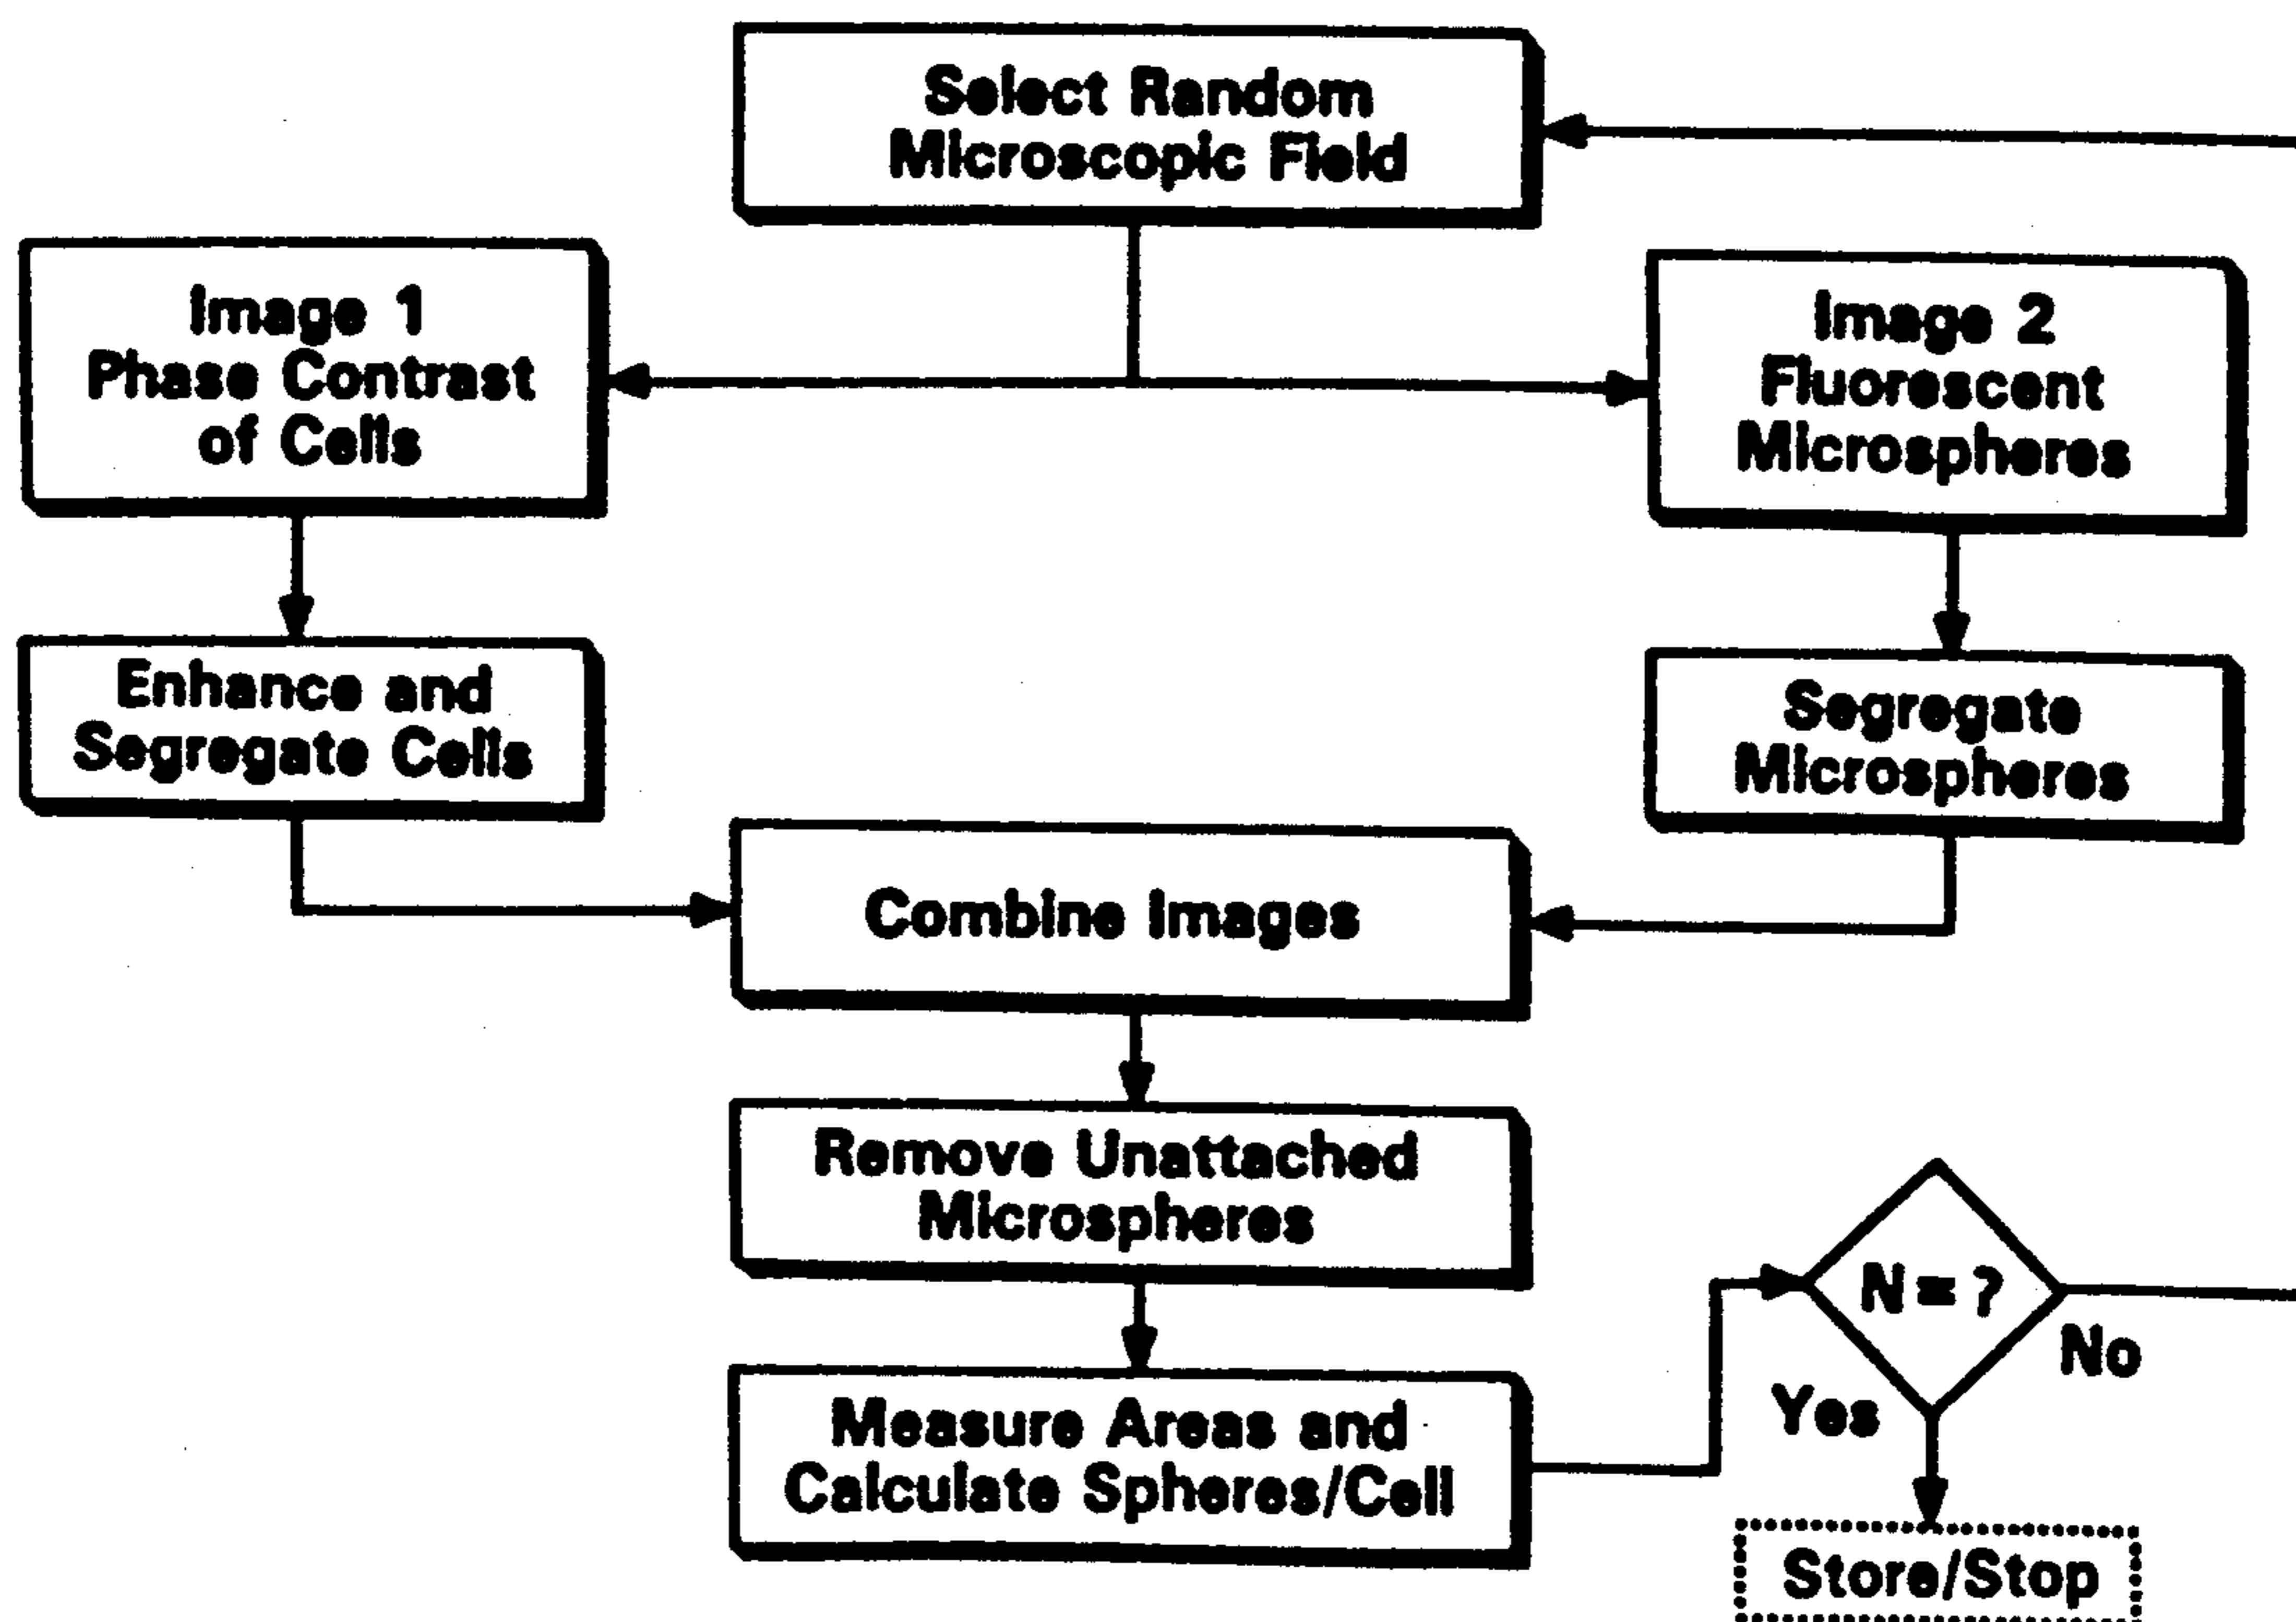 Select Random
Microscopic Field
Image 1
Phase Contrast
of Cells
Image 2
Fluorescent
Microspheres
Enhance and
Segregate Cells
Segregate
Microspheres
Combine Images
Remove Unattached
Microspheres
N = ?
No
Yes
Measure Areas and
Calculate Spheres/Cell
Store/Stop